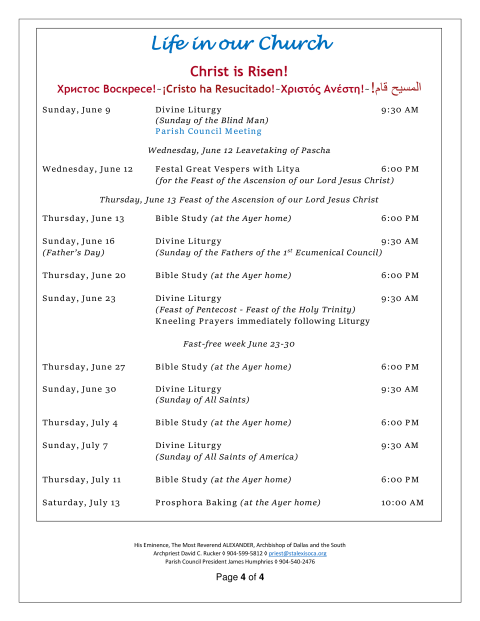 Life in our Church
Christ is Risen!
Христос Воскресе!~¡Cristo ha Resucitado!~Χριστός Ανέστη!~المسيح قام!
Sunday, June 9 Divine Liturgy 9:30 AM
(Sunday of the Blind Man)
Parish Council Meeting
Wednesday, June 12 Leavetaking of Pascha
Wednesday, June 12 Festal Great Vespers with Litya 6:00 PM
(for the Feast of the Ascension of our Lord Jesus Christ)
Thursday, June 13 Feast of the Ascension of our Lord Jesus Christ
Thursday, June 13 Bible Study (at the Ayer home) 6:00 PM
Sunday, June 16 Divine Liturgy 9:30 AM
(Father's Day) (Sunday of the Fathers of the 1st Ecumenical Council)
Thursday, June 20 Bible Study (at the Ayer home) 6:00 PM
Sunday, June 23 Divine Liturgy 9:30 AM
(Feast of Pentecost - Feast of the Holy Trinity)
Kneeling Prayers immediately following Liturgy
Fast-free week June 23-30
Thursday, June 27 Bible Study (at the Ayer home) 6:00 PM
Sunday, June 30 Divine Liturgy 9:30 AM
(Sunday of All Saints)
Thursday, July 4 Bible Study (at the Ayer home) 6:00 PM
Sunday, July 7 Divine Liturgy 9:30 AM
(Sunday of All Saints of America)
Thursday, July 11 Bible Study (at the Ayer home) 6:00 PM
Saturday, July 13 Prosphora Baking (at the Ayer home) 10:00 AM
His Eminence, The Most Reverend ALEXANDER, Archbishop of Dallas and the South
Archpriest David C. Rucker ◊ 904-599-5812 ◊ priest@stalexisoca.org
Parish Council President James Humphries ◊ 904-540-2476
Page 4 of 4